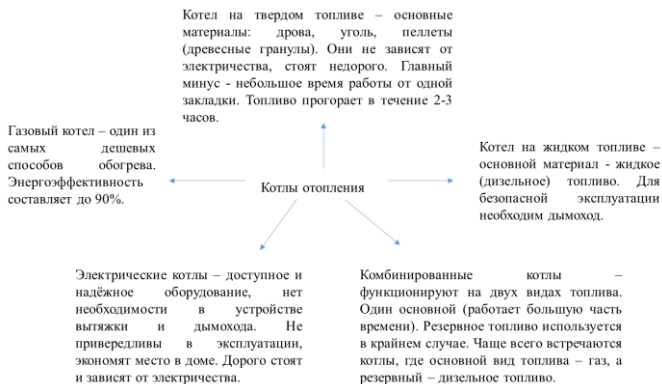 Котел на твердом топливе – основные
материалы: дрова, уголь, пеллеты
(древесные гранулы). Они не зависят от
электричества, стоят недорого. Главный
минус - небольшое время работы от одной
закладки. Топливо прогорает в течение 2-3
часов.
Газовый котел – один из
самых дешевых
способов обогрева.
Энергоэффективность
составляет до 90%.
Котлы отопления
Котел на жидком топливе –
основной материал - жидкое
(дизельное) топливо. Для
безопасной эксплуатации
необходим дымоход.
Электрические котлы – доступное и
надёжное оборудование, нет
необходимости в устройстве
вытяжки и дымохода. Не
привередливы в эксплуатации,
экономят место в доме. Дорого стоят
и зависят от электричества.
Комбинированные котлы –
функционируют на двух видах топлива.
Один основной (работает большую часть
времени). Резервное топливо используется
в крайнем случае. Чаще всего встречаются
котлы, где основной вид топлива – газ, а
резервный – дизельное топливо.